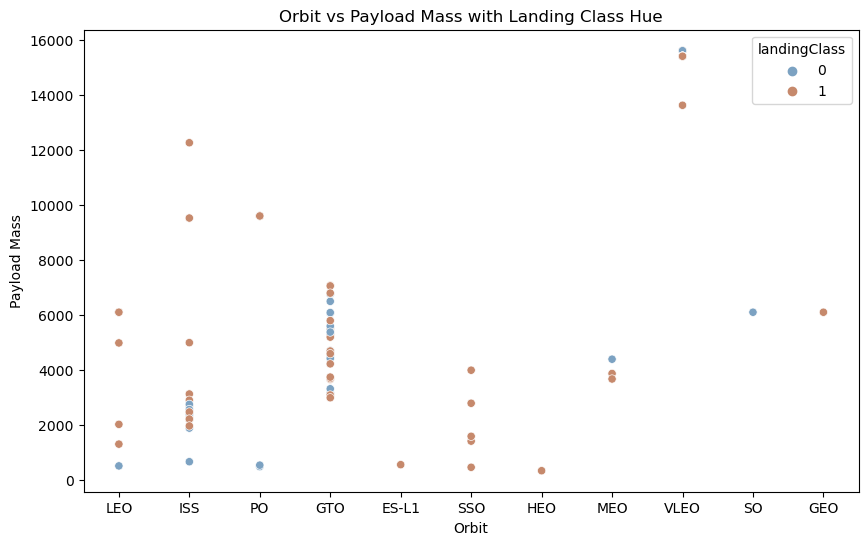 Orbit vs Payload Mass with Landing Class Hue
landingClass
0
1
Payload Mass
16000
14000
12000
10000
8000
6000
4000
2000
0
LEO ISS PO GTO ES-L1 SSO HEO MEO VLEO SO GEO
Orbit